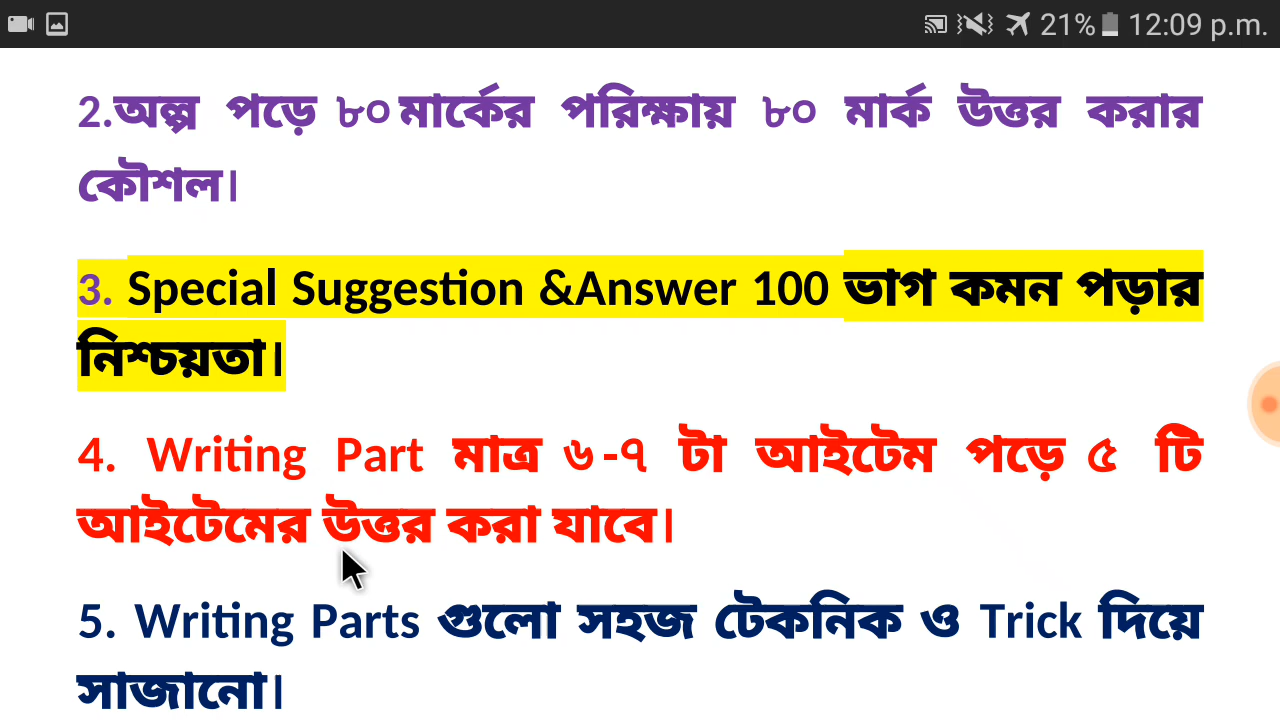 21% 12:09 p.m.
2.অল্প পড়ে ৮০ মার্কের পরিক্ষায় ৮০ মার্ক উত্তর করার
কৌশল।
3. Special Suggestion &Answer 100 ভাগ কমন পড়ার
নিশ্চয়তা।
4. Writing Part মাত্র ৬-৭ টা আইটেম পড়ে ৫ টি
আইটেমের উত্তর করা যাবে।
5. Writing Parts গুলো সহজ টেকনিক ও Trick দিয়ে
সাজানো।